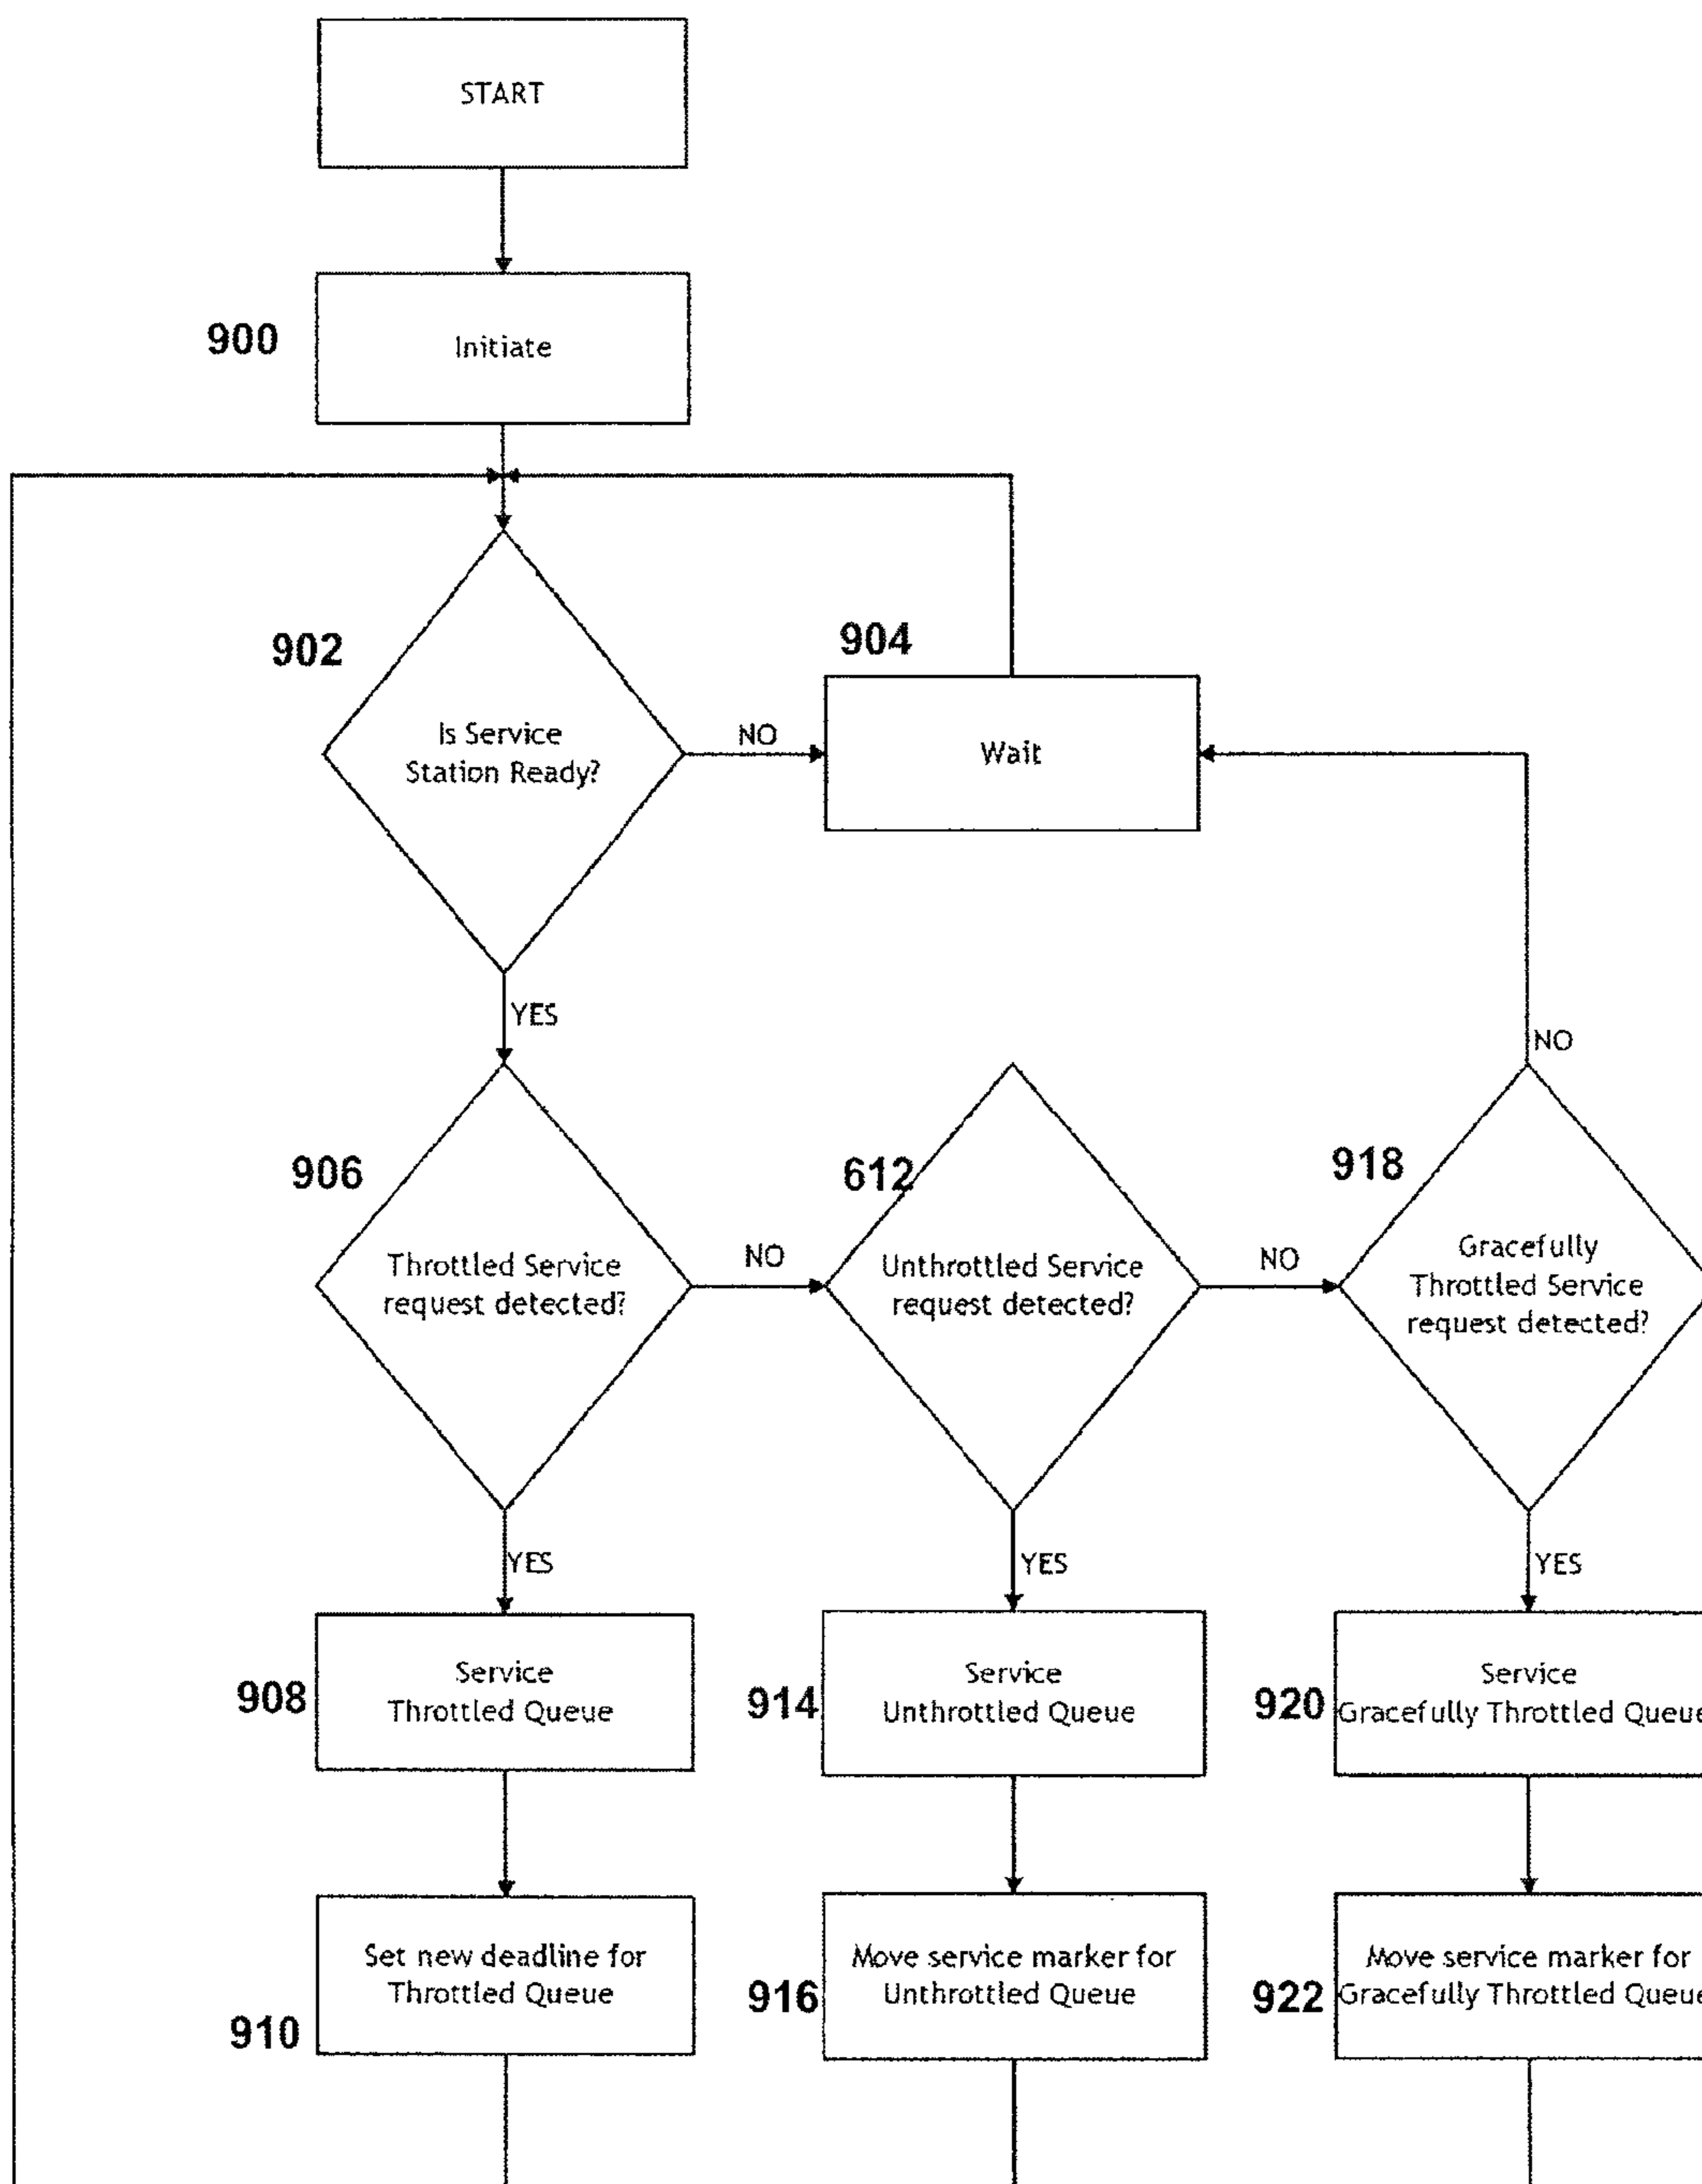 START
900
Initiate
902
904
Is Service
Station Ready?
NO
Wait
YES
NO
906
612
918
Throttled Service
request detected?
NO
Unthrottled Service
request detected?
NO
Gracefully
Throttled Service
request detected?
YES
YES
YES
908
Service
Throttled Queue
914
Service
Unthrottled Queue
920
Service
Gracefully Throttled Queue
910
Set new deadline for
Throttled Queue
916
Move service marker for
Unthrottled Queue
922
Move service marker for
Gracefully Throttled Queue